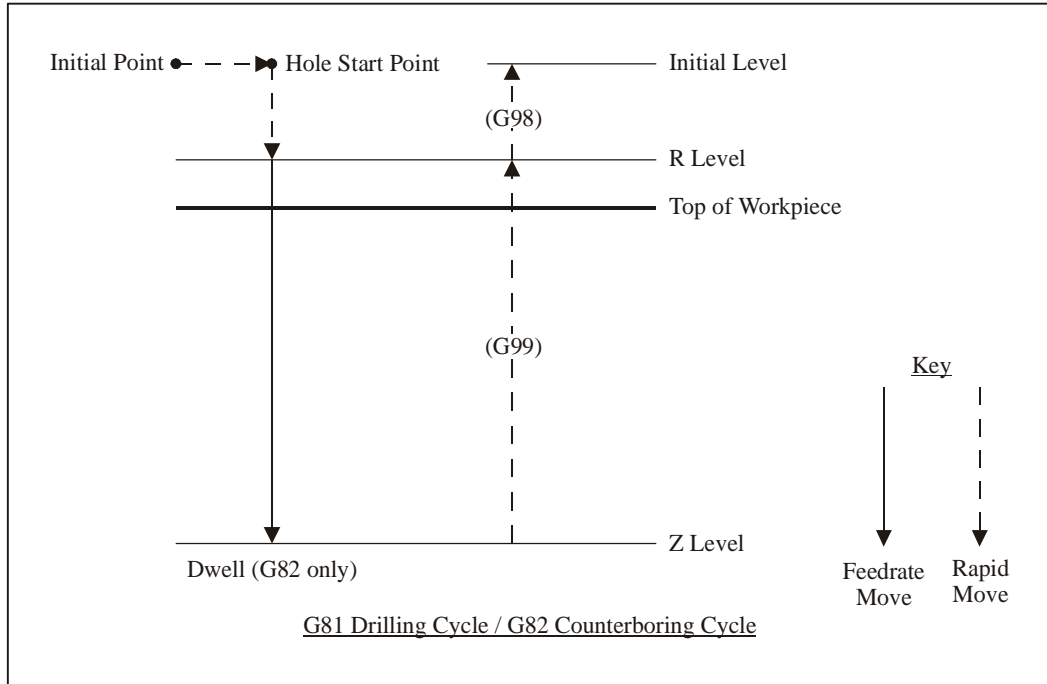 Initial Point
Hole Start Point
Initial Level
(G98)
R Level
Top of Workpiece
(G99)
Key
Z Level
Dwell (G82 only)
Feedrate
Move
Rapid
Move
G81 Drilling Cycle / G82 Counterboring Cycle